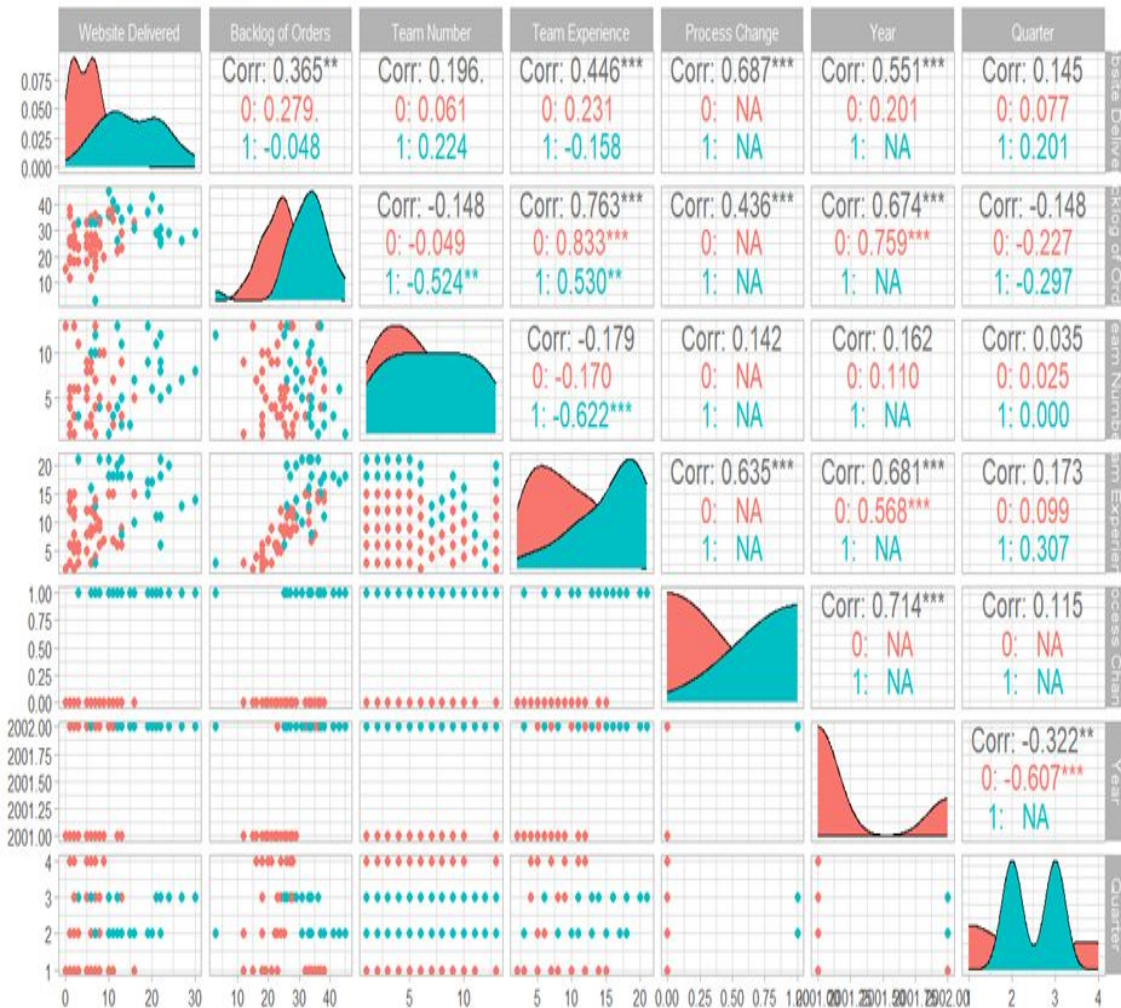 Website Delivered Backlog of Orders Team Number Team Experience Process Change Year Quarter
0.075
0.050
0.025
0.000
Corr: 0.365** Corr: 0.196. Corr: 0.446*** Corr: 0.687*** Corr: 0.551*** Corr: 0.145
0: 0.279. 0: 0.061 0: 0.231 0: NA 0: 0.201 0: 0.077
1: -0.048 1: 0.224 1: -0.158 1: NA 1: NA 1: 0.201
bsite Delive
40
30
20
10
Corr: -0.148 Corr: 0.763*** Corr: 0.436*** Corr: 0.674*** Corr: -0.148
0: -0.049 0: 0.833*** 0: NA 0: 0.759*** 0: -0.227
1: -0.524** 1: 0.530** 1: NA 1: NA 1: -0.297
cklog of Ord
10
5
Corr: -0.179 Corr: 0.142 Corr: 0.162 Corr: 0.035
0: -0.170 0: NA 0: 0.110 0: 0.025
1: -0.622*** 1: NA 1: NA 1: 0.000
eam Numbe
20
15
10
5
Corr: 0.635*** Corr: 0.681*** Corr: 0.173
0: NA 0: 0.568*** 0: 0.099
1: NA 1: NA 1: 0.307
am Experien
1.00
0.75
0.50
0.25
0.00
Corr: 0.714*** Corr: 0.115
0: NA 0: NA
1: NA 1: NA
ocess Chan
2002.00
2001.75
2001.50
2001.25
2001.00
Corr: -0.322**
0: -0.607***
1: NA
Year
4
3
2
1
Quarter
0 10 20 30 10 20 30 40 5 10 5 10 15 20 0.00 0.25 0.50 0.75 2 3 4